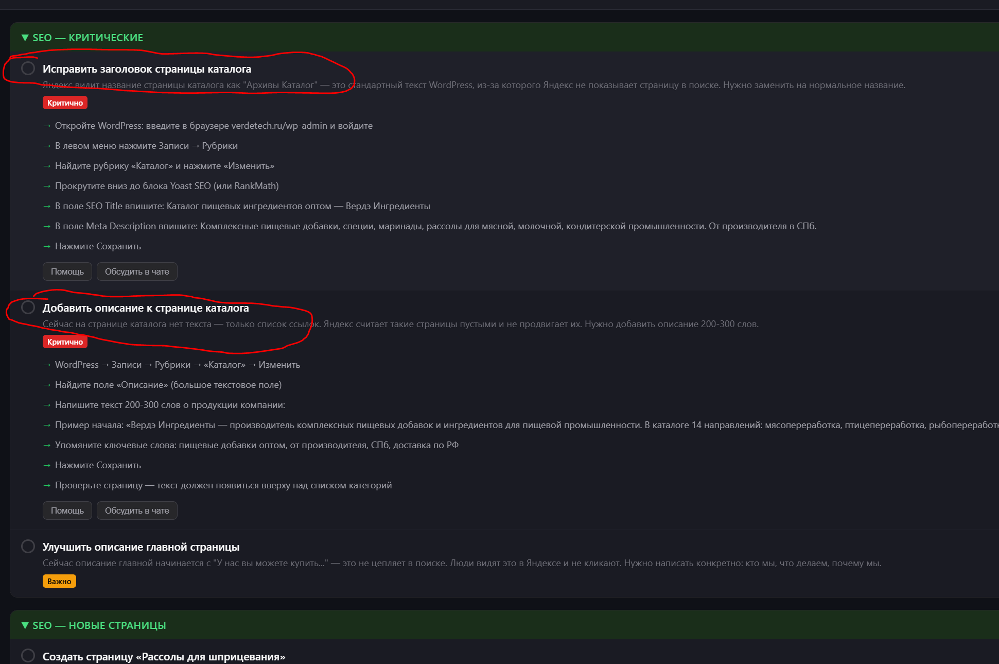 ▼ SEO — КРИТИЧЕСКИЕ
Исправить заголовок страницы каталога
Яндекс видит название страницы каталога как "Архивы Каталог" — это стандартный текст WordPress, из-за которого Яндекс не показывает страницу в поиске. Нужно заменить на нормальное название.
Критично
→ Откройте WordPress: введите в браузере verdetech.ru/wp-admin и войдите
→ В левом меню нажмите Записи → Рубрики
→ Найдите рубрику «Каталог» и нажмите «Изменить»
→ Прокрутите вниз до блока Yoast SEO (или RankMath)
→ В поле SEO Title впишите: Каталог пищевых ингредиентов оптом — Вердэ Ингредиенты
→ В поле Meta Description впишите: Комплексные пищевые добавки, специи, маринады, рассолы для мясной, молочной, кондитерской промышленности. От производителя в СПб.
→ Нажмите Сохранить
Помощь Обсудить в чате
Добавить описание к странице каталога
Сейчас на странице каталога нет текста — только список ссылок. Яндекс считает такие страницы пустыми и не продвигает их. Нужно добавить описание 200-300 слов.
Критично
→ WordPress → Записи → Рубрики → «Каталог» → Изменить
→ Найдите поле «Описание» (большое текстовое поле)
→ Напишите текст 200-300 слов о продукции компании:
→ Пример начала: «Вердэ Ингредиенты — производитель комплексных пищевых добавок и ингредиентов для пищевой промышленности. В каталоге 14 направлений: мясопереработка, птицепереработка, рыбопереработк
→ Упомяните ключевые слова: пищевые добавки оптом, от производителя, СПб, доставка по РФ
→ Нажмите Сохранить
→ Проверьте страницу — текст должен появиться вверху над списком категорий
Помощь Обсудить в чате
Улучшить описание главной страницы
Сейчас описание главной начинается с "У нас вы можете купить..." — это не цепляет в поиске. Люди видят это в Яндексе и не кликают. Нужно написать конкретно: кто мы, что делаем, почему мы.
Важно
▼ SEO — НОВЫЕ СТРАНИЦЫ
Создать страницу «Рассолы для шприцевания»